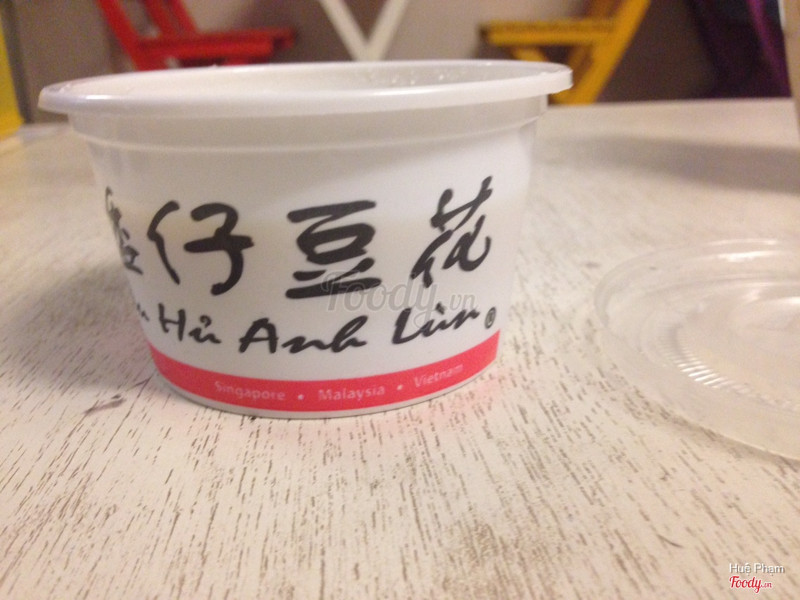 仔豆花
Hủ Anh Lùn®
Singapore • Malaysia • Vietnam
Foody.vn
Huệ Phạm
Foody.vn